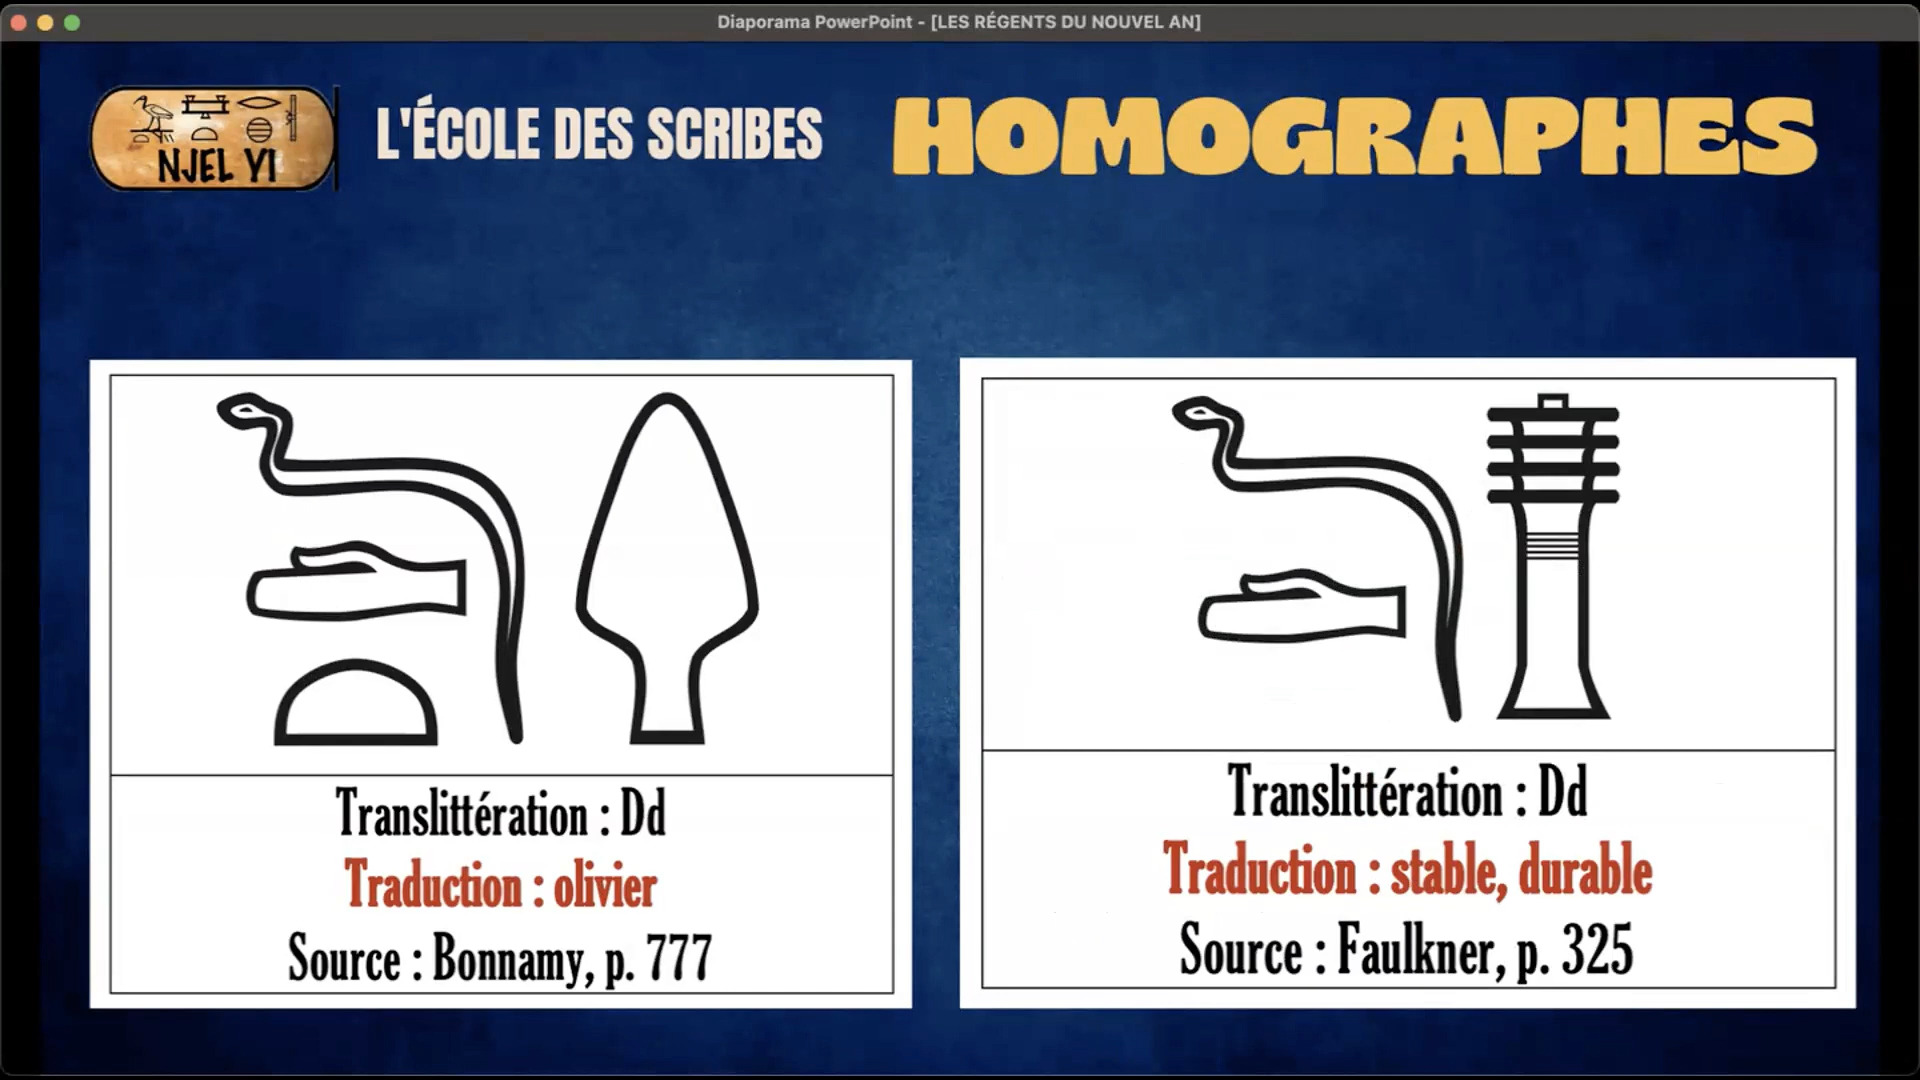 Diaporama PowerPoint - [LES RÉGENTS DU NOUVEL AN]
NJEL YI
L'ÉCOLE DES SCRIBES
HOMOGRAPHES
Translittération : Dd
Traduction : olivier
Source : Bonnamy, p. 777
Translittération : Dd
Traduction : stable, durable
Source : Faulkner, p. 325